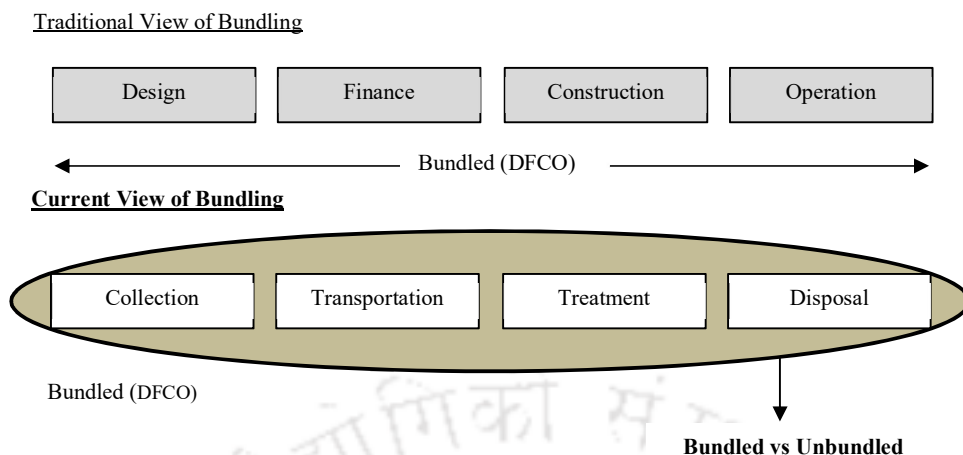 Traditional View of Bundling
Design Finance Construction Operation
Bundled (DFCO)
Current View of Bundling
Collection Transportation Treatment Disposal
Bundled (DFCO)
Bundled vs Unbundled